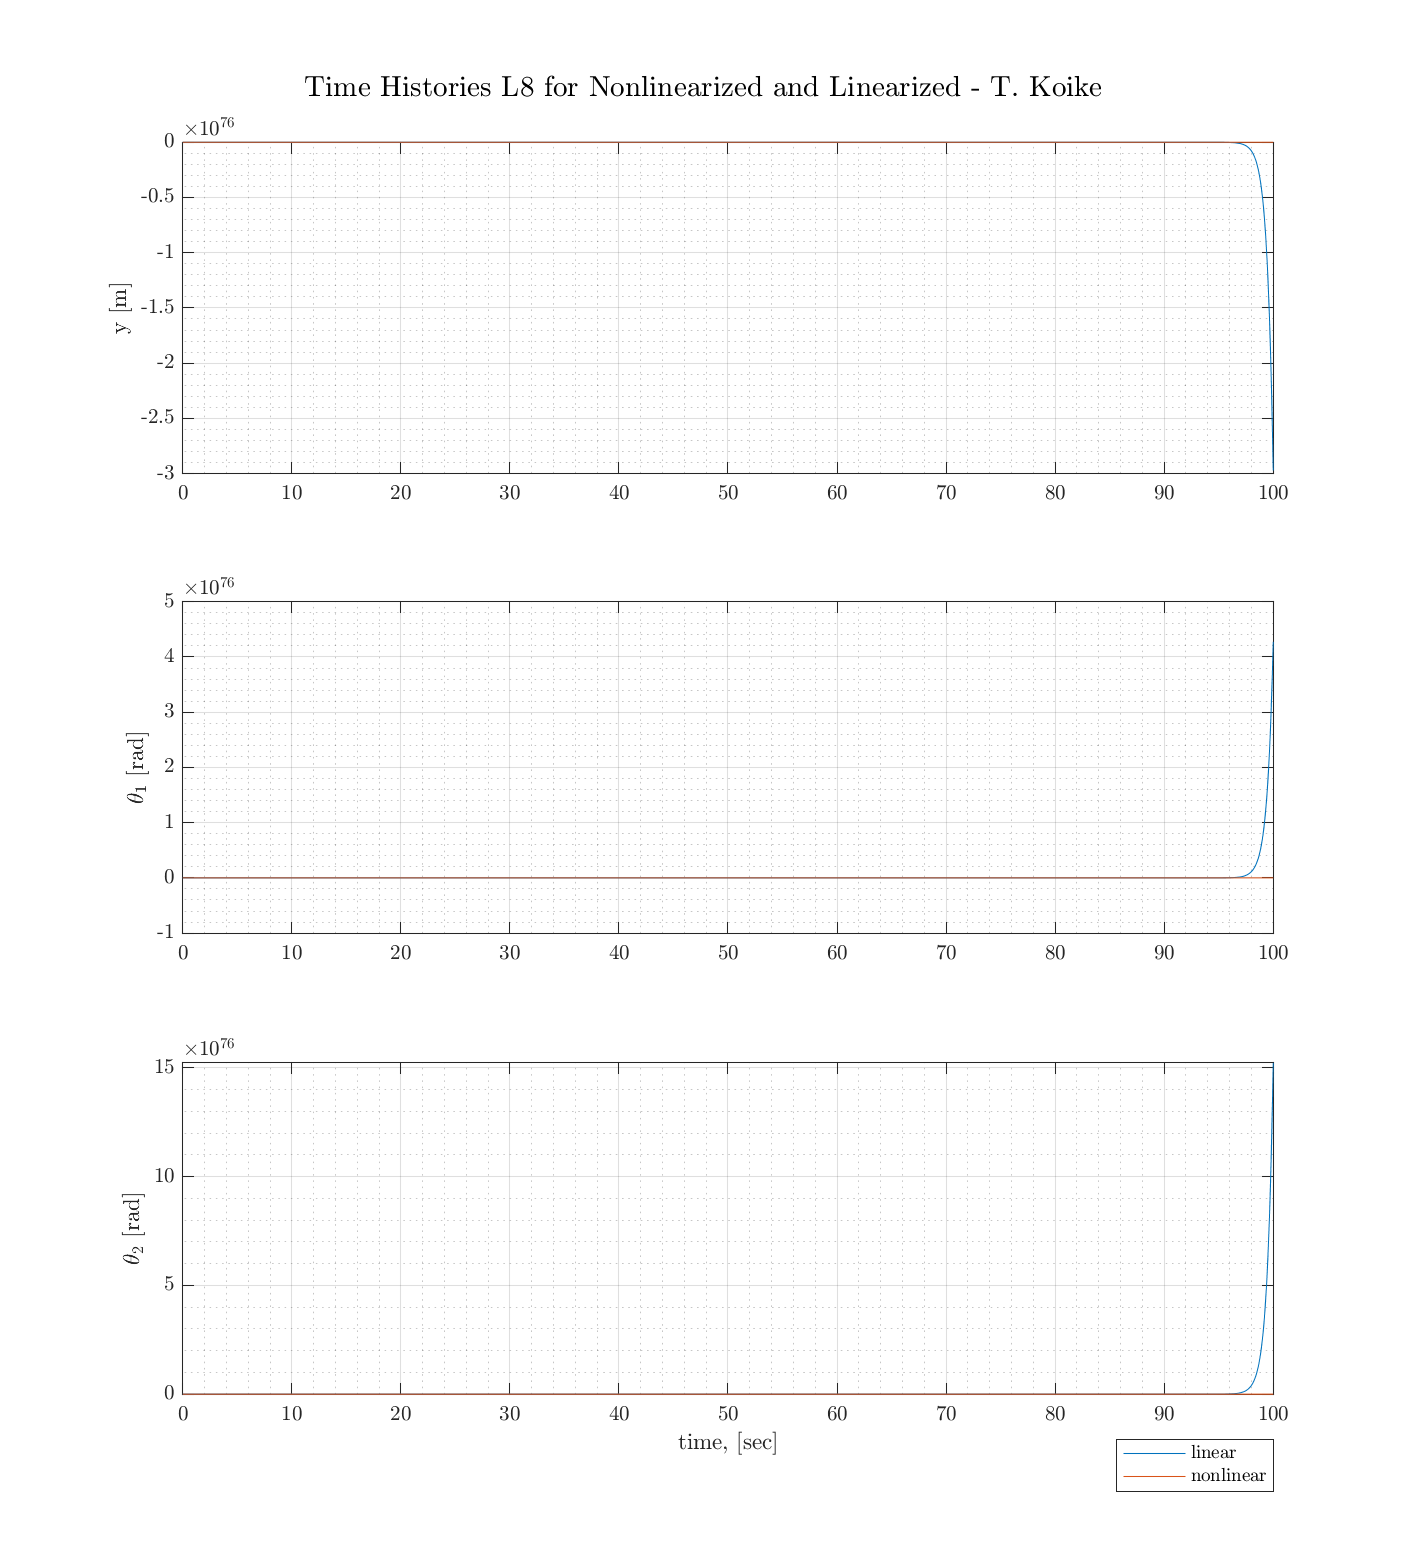 Time Histories L8 for Nonlinearized and Linearized - T. Koike
×10^76
0
-0.5
-1
-1.5
-2
-2.5
-3
y [m]
0 10 20 30 40 50 60 70 80 90 100
×10^76
5
4
3
2
1
0
-1
θ₁ [rad]
0 10 20 30 40 50 60 70 80 90 100
×10^76
15
10
5
0
θ₂ [rad]
0 10 20 30 40 50 60 70 80 90 100
time, [sec]
linear
nonlinear